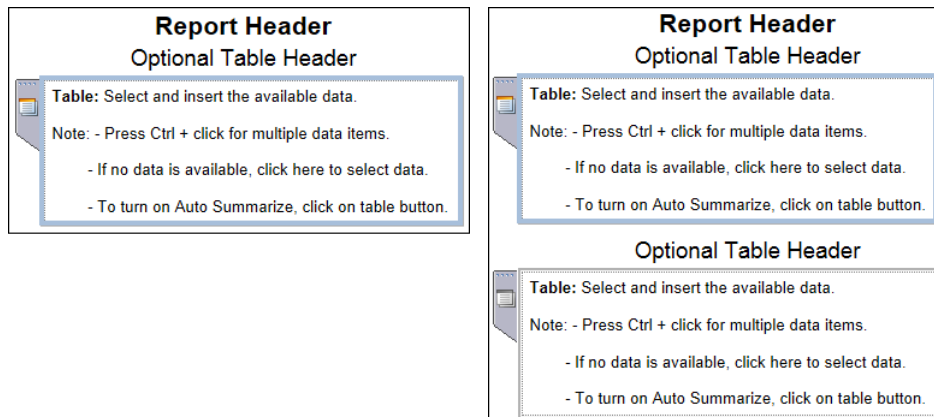 Report Header
Optional Table Header
Table: Select and insert the available data.
Note: - Press Ctrl + click for multiple data items.
- If no data is available, click here to select data.
- To turn on Auto Summarize, click on table button.
Report Header
Optional Table Header
Table: Select and insert the available data.
Note: - Press Ctrl + click for multiple data items.
- If no data is available, click here to select data.
- To turn on Auto Summarize, click on table button.
Optional Table Header
Table: Select and insert the available data.
Note: - Press Ctrl + click for multiple data items.
- If no data is available, click here to select data.
- To turn on Auto Summarize, click on table button.